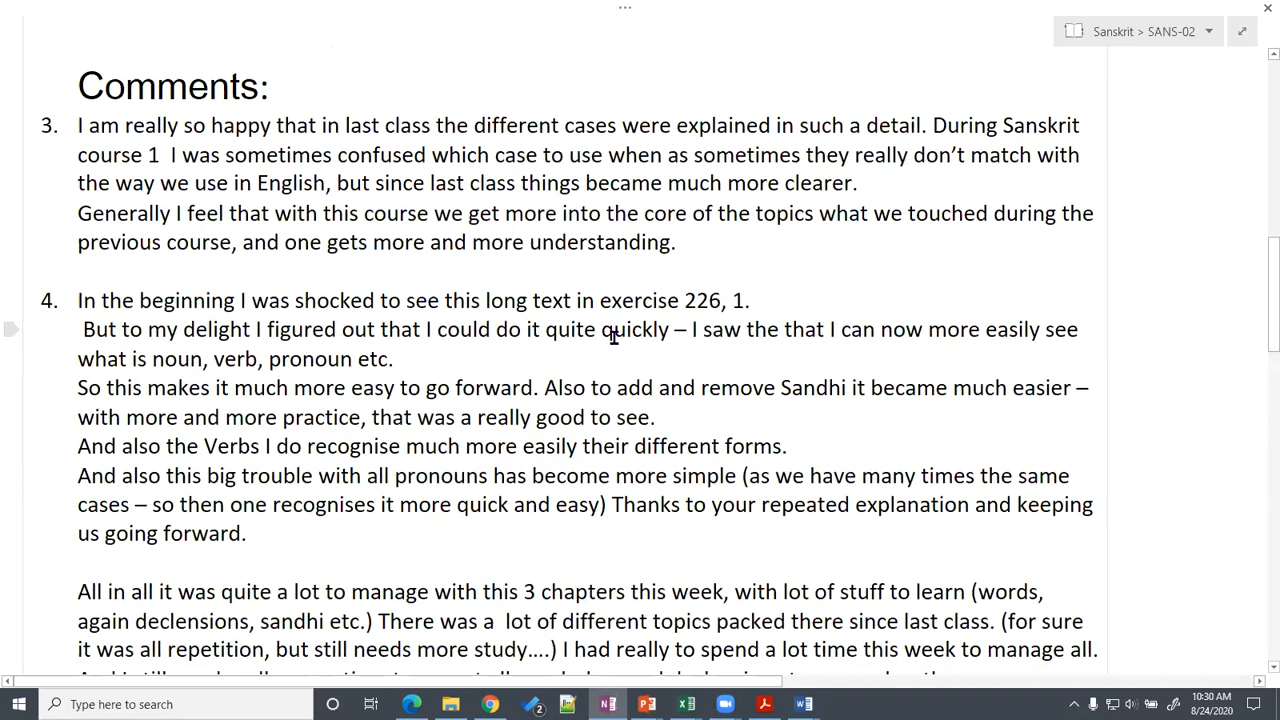 Sanskrit > SANS-02
Comments:
3. I am really so happy that in last class the different cases were explained in such a detail. During Sanskrit
course 1 I was sometimes confused which case to use when as sometimes they really don’t match with
the way we use in English, but since last class things became much more clearer.
Generally I feel that with this course we get more into the core of the topics what we touched during the
previous course, and one gets more and more understanding.
4. In the beginning I was shocked to see this long text in exercise 226, 1.
But to my delight I figured out that I could do it quite quickly – I saw the that I can now more easily see
what is noun, verb, pronoun etc.
So this makes it much more easy to go forward. Also to add and remove Sandhi it became much easier –
with more and more practice, that was a really good to see.
And also the Verbs I do recognise much more easily their different forms.
And also this big trouble with all pronouns has become more simple (as we have many times the same
cases – so then one recognises it more quick and easy) Thanks to your repeated explanation and keeping
us going forward.
All in all it was quite a lot to manage with this 3 chapters this week, with lot of stuff to learn (words,
again declensions, sandhi etc.) There was a lot of different topics packed there since last class. (for sure
it was all repetition, but still needs more study....) I had really to spend a lot time this week to manage all.
Type here to search
10:30 AM
8/24/2020